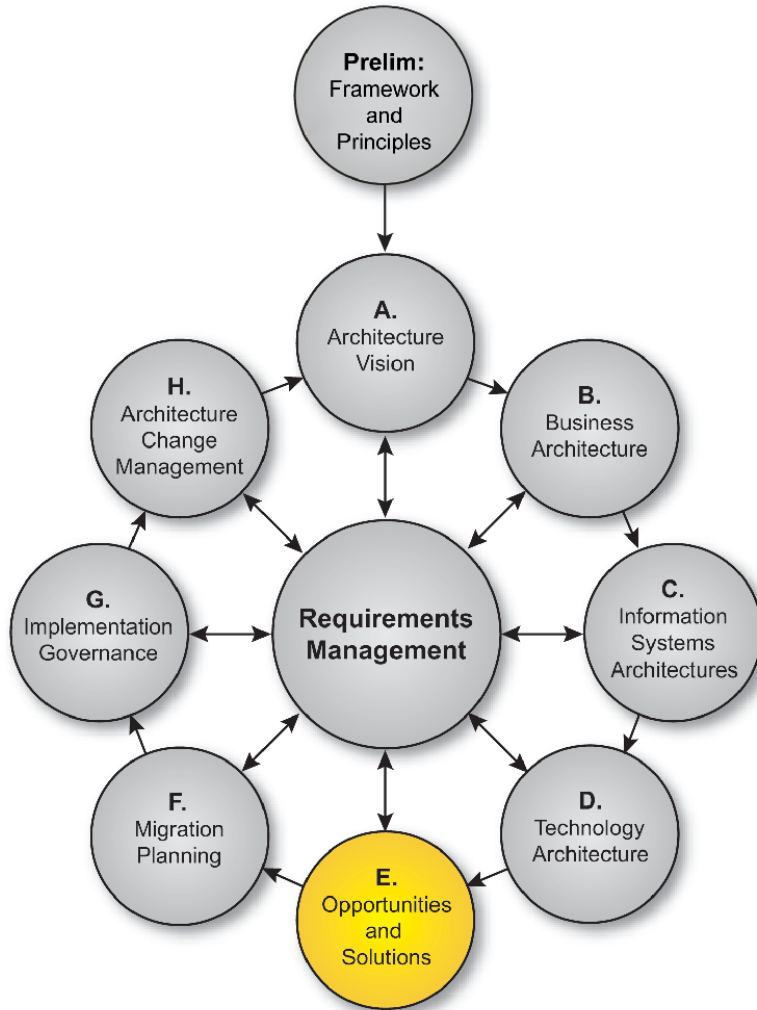 Prelim:
Framework
and
Principles
A.
Architecture
Vision
B.
Business
Architecture
C.
Information
Systems
Architectures
D.
Technology
Architecture
E.
Opportunities
and
Solutions
F.
Migration
Planning
G.
Implementation
Governance
H.
Architecture
Change
Management
Requirements
Management